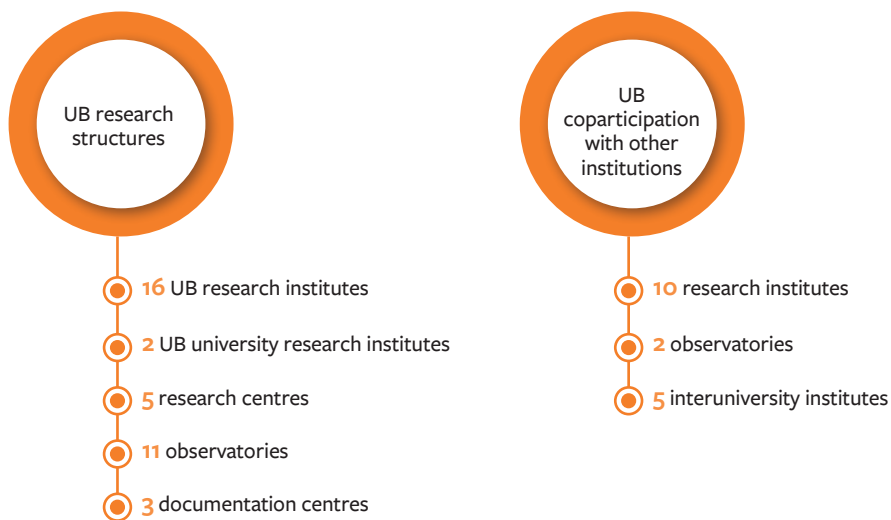 UB research
structures
16 UB research institutes
2 UB university research institutes
5 research centres
11 observatories
3 documentation centres
UB
coparticipation
with other
institutions
10 research institutes
2 observatories
5 interuniversity institutes